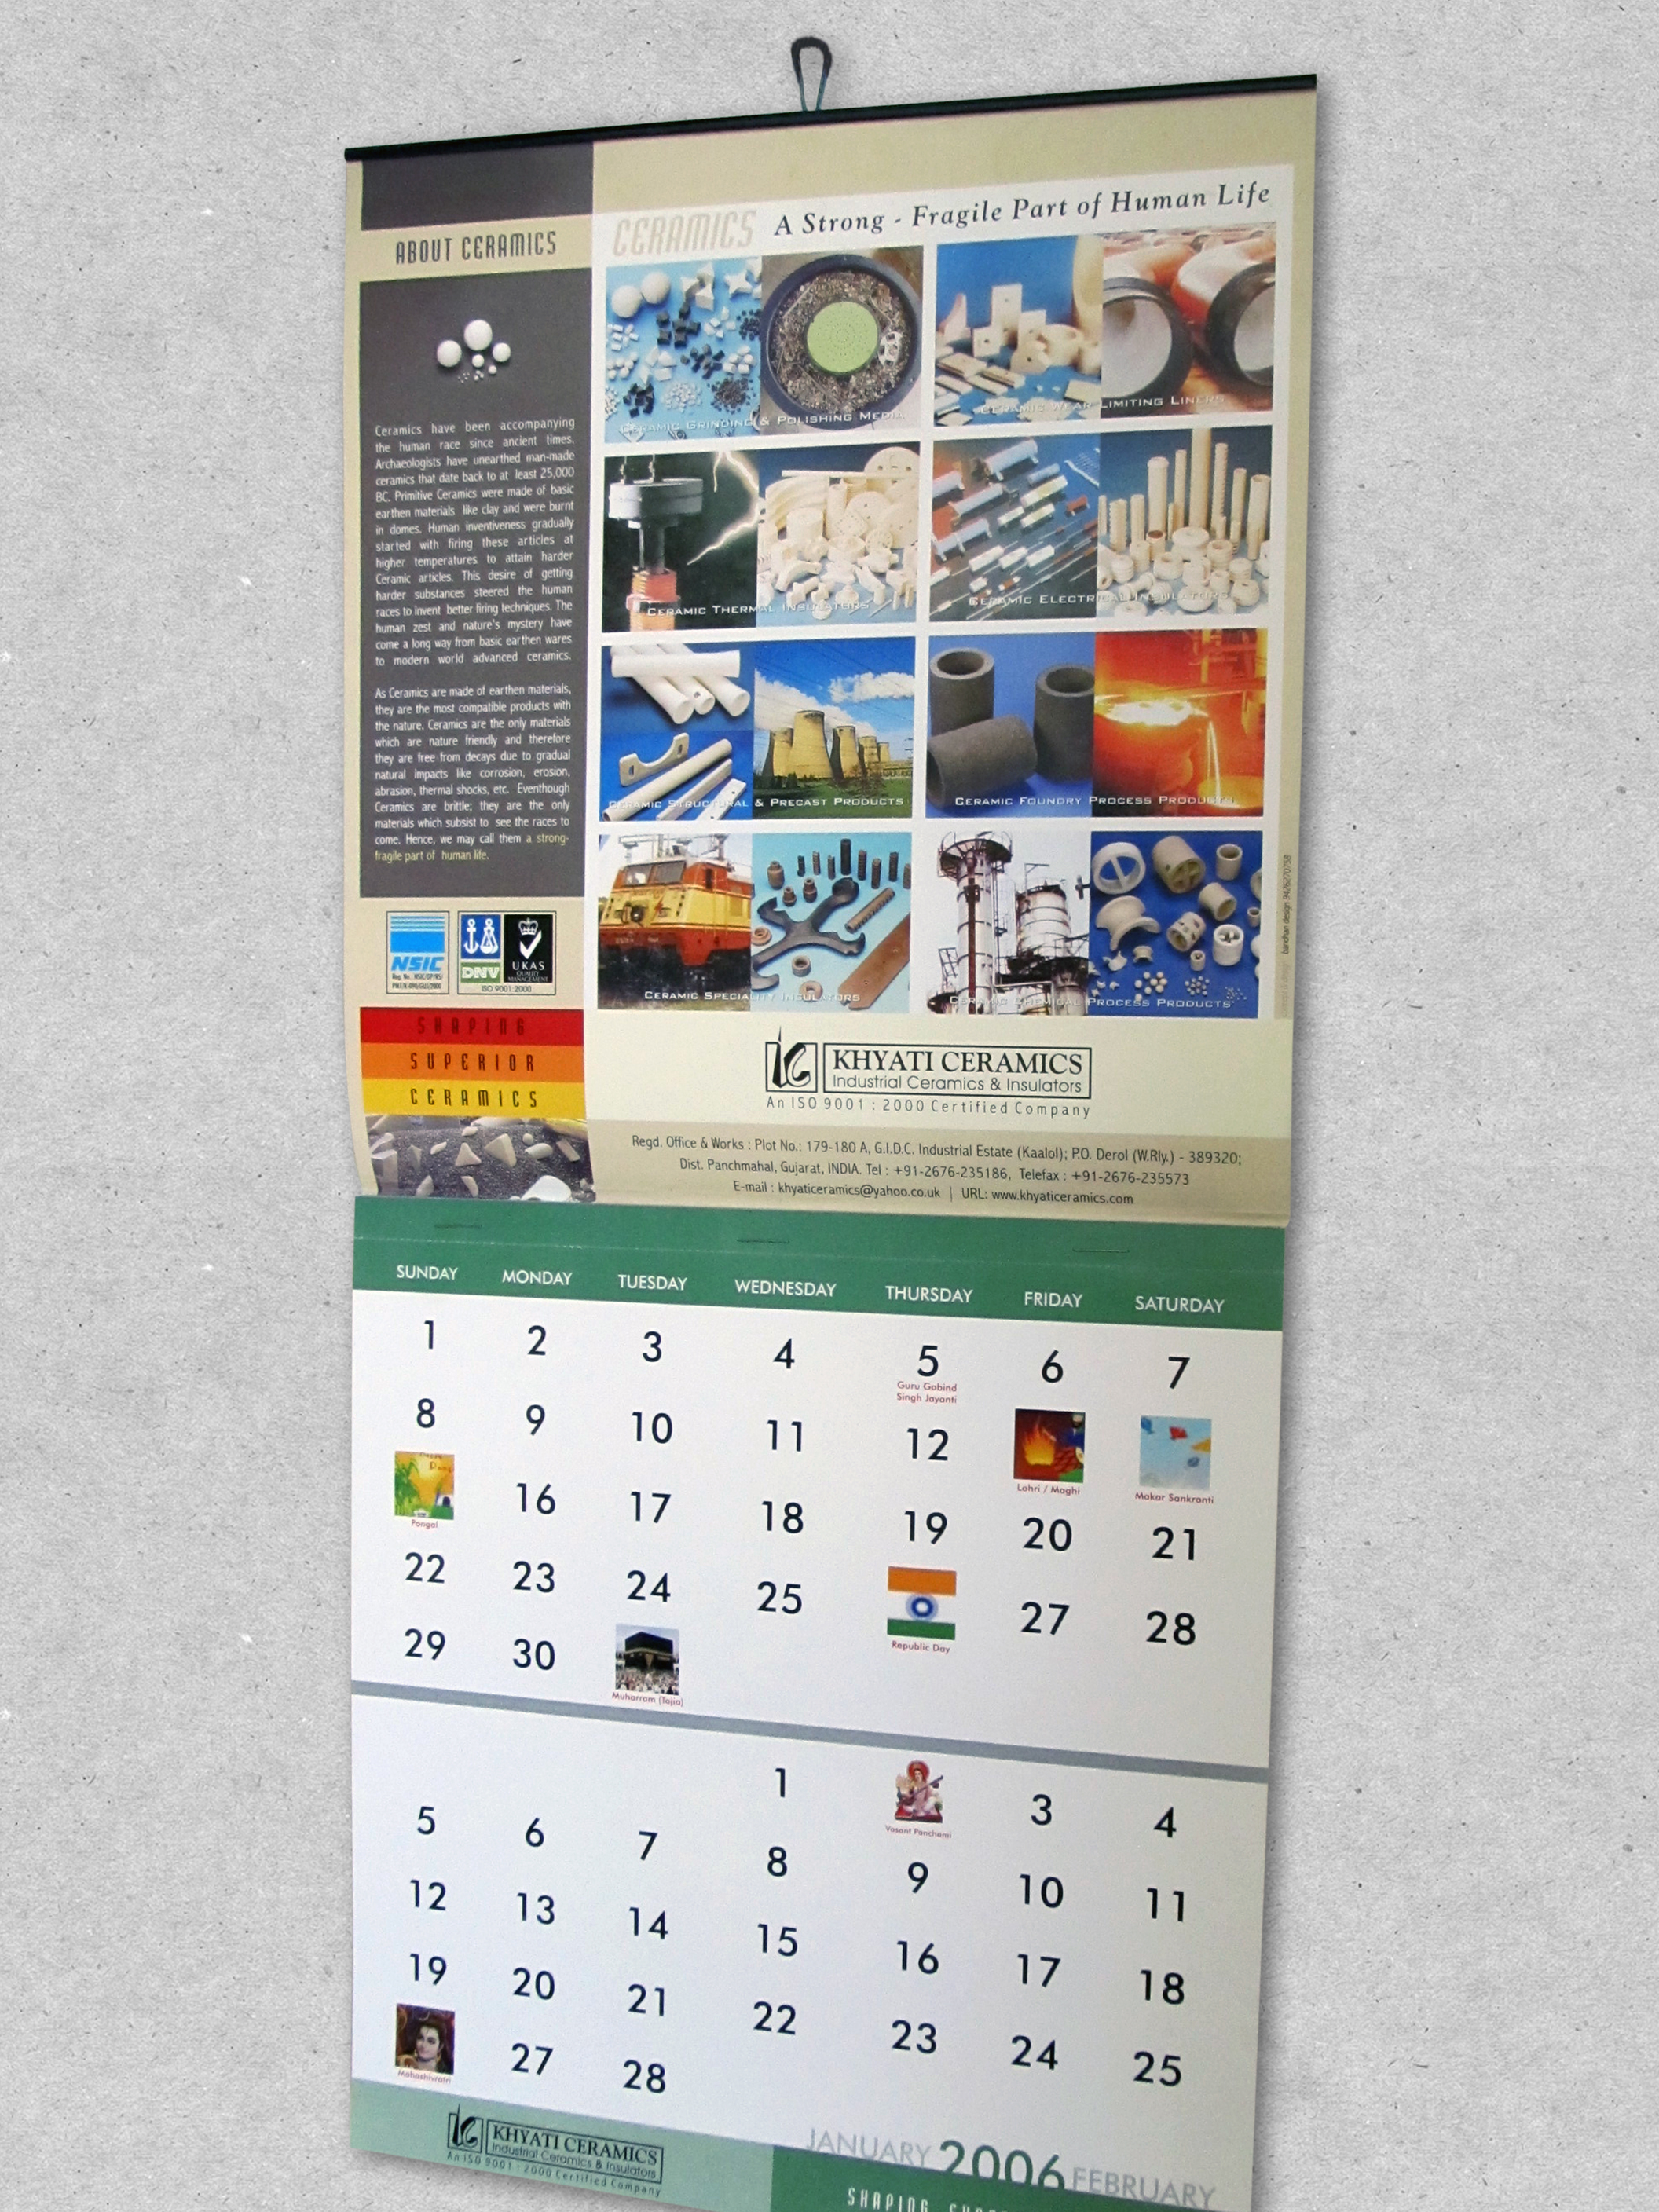 ABOUT CERAMICS
Ceramics have been accompanying
the human race since ancient times.
Archaeologists have unearthed man-made
ceramics that date back to at least 25,000
BC. Primitive Ceramics were made of basic
earthen materials like clay and were burnt
in domes. Human inventiveness gradually
started with firing these articles at
higher temperatures to attain harder
Ceramic articles. This desire of getting
harder substances steered the human
races to invent better firing techniques. The
human zest and nature's mystery have
come a long way from basic earthen wares
to modern world advanced ceramics.
As Ceramics are made of earthen materials,
they are the most compatible products with
the nature. Ceramics are the only materials
which are nature friendly and therefore
they are free from decays due to gradual
natural impacts like corrosion, erosion,
abrasion, thermal shocks, etc. Eventhough
Ceramics are brittle; they are the only
materials which subsist to see the races to
come. Hence, we may call them a strong-
fragile part of human life.
NSIC
DNV
UKAS
QUALITY
MANAGEMENT
ISO 9001:2000
SHAPING
SUPERIOR
CERAMICS
CERAMICS A Strong - Fragile Part of Human Life
CERAMIC GRINDING & POLISHING MEDIA
CERAMIC WEAR LIMITING LINERS
CERAMIC THERMAL INSULATORS
CERAMIC ELECTRICAL INSULATORS
CERAMIC STRUCTURAL & PRECAST PRODUCTS
CERAMIC FOUNDRY PROCESS PRODUCTS
CERAMIC SPECIALITY INSULATORS
CERAMIC CHEMICAL PROCESS PRODUCTS
bandhan design 9426270758
KHYATI CERAMICS
Industrial Ceramics & Insulators
An ISO 9001 : 2000 Certified Company
Regd. Office & Works : Plot No.: 179-180 A, G.I.D.C. Industrial Estate (Kaalol); P.O. Derol (W.Rly.) - 389320;
Dist. Panchmahal, Gujarat, INDIA. Tel : +91-2676-235186, Telefax : +91-2676-235573
E-mail : khyaticeramics@yahoo.co.uk | URL: www.khyaticeramics.com
SUNDAY MONDAY TUESDAY WEDNESDAY THURSDAY FRIDAY SATURDAY
1 2 3 4 5 6 7
Guru Gobind
Singh Jayanti
8 9 10 11 12
Lohri / Maghi
Makar Sankranti
16 17 18 19 20 21
Pongal
22 23 24 25 27 28
Republic Day
29 30
Muharram (Tajia)
1 3 4
Vasant Panchami
5 6 7 8 9 10 11
12 13 14 15 16 17 18
19 20 21 22 23 24 25
27 28
Mahashivratri
KHYATI CERAMICS
Industrial Ceramics & Insulators
An ISO 9001 : 2000 Certified Company
JANUARY 2006 FEBRUARY
SHAPING